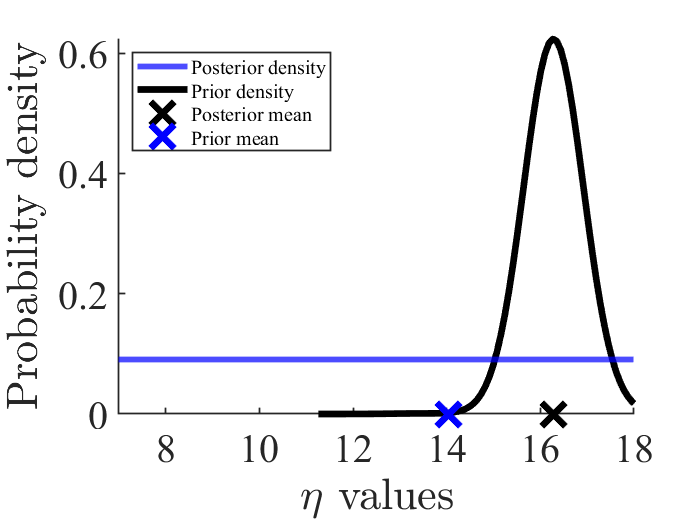 0.6
0.4
0.2
0
Probability density
Posterior density
Prior density
Posterior mean
Prior mean
8 10 12 14 16 18
η values